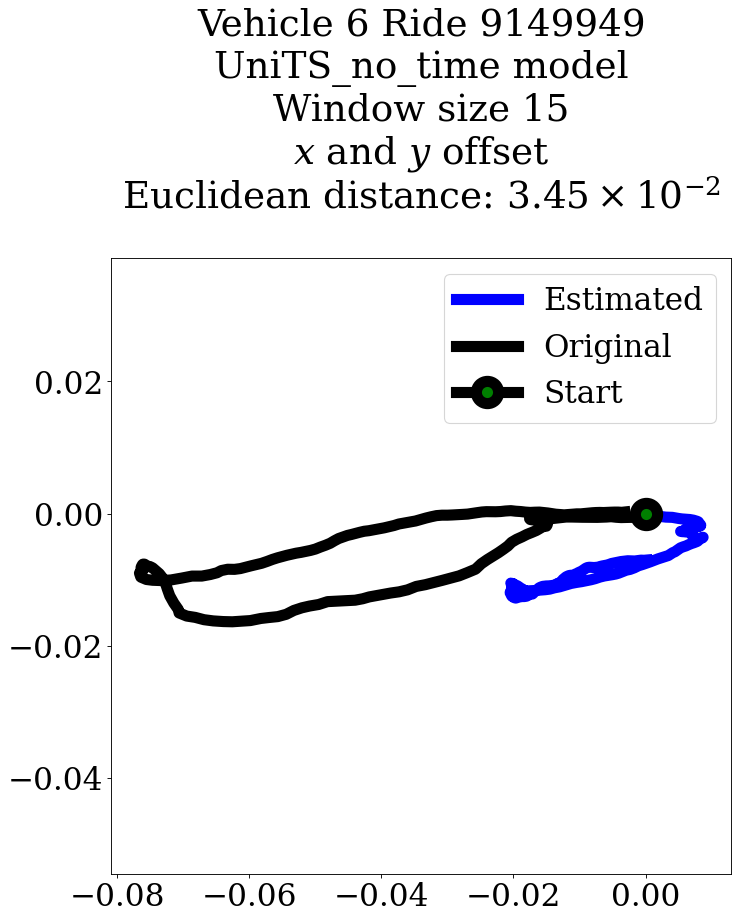 Vehicle 6 Ride 9149949
UniTS_no_time model
Window size 15
x and y offset
Euclidean distance: 3.45 × 10⁻²
Estimated
Original
Start
0.02
0.00
−0.02
−0.04
−0.08 −0.06 −0.04 −0.02 0.00